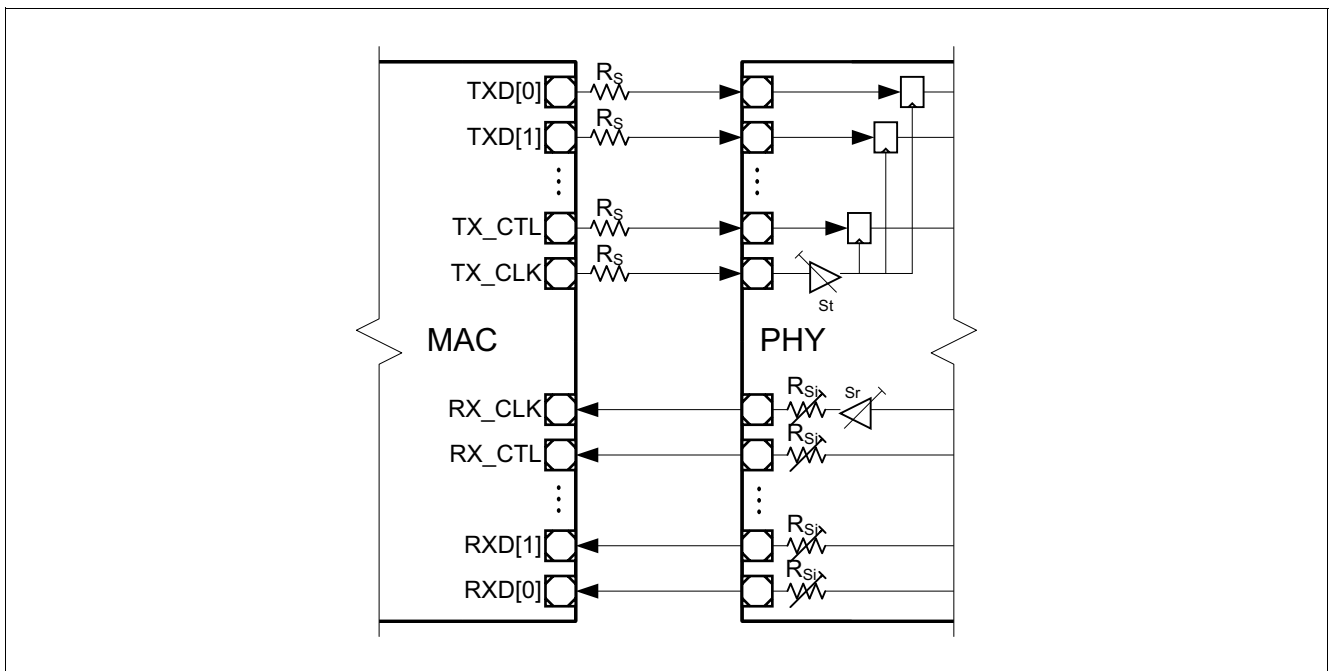 TXD[0] RS
TXD[1] RS
TX_CTL RS
TX_CLK RS
St
MAC PHY
RX_CLK RSi Sr
RX_CTL RSi
RXD[1] RSi
RXD[0] RSi